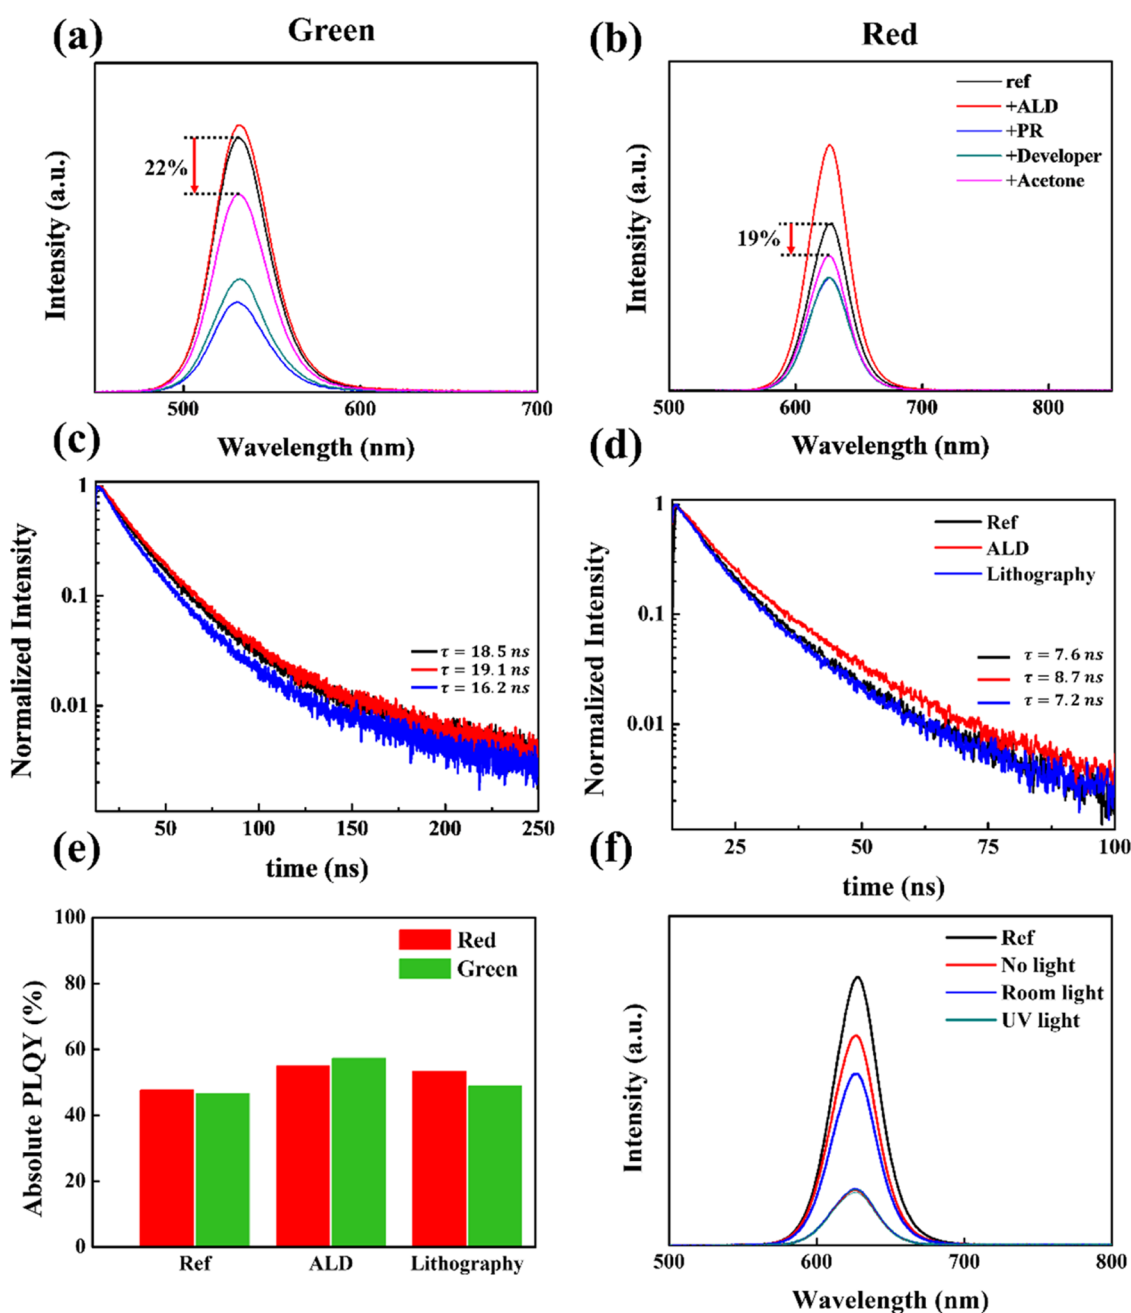 (a)
Green
Intensity (a.u.)
22%
500
600
700
Wavelength (nm)
(b)
Red
Intensity (a.u.)
ref
+ALD
+PR
+Developer
+Acetone
19%
500
600
700
800
Wavelength (nm)
(c)
Normalized Intensity
1
0.1
0.01
τ = 18.5 ns
τ = 19.1 ns
τ = 16.2 ns
50
100
150
200
250
time (ns)
(d)
Normalized Intensity
1
0.1
0.01
Ref
ALD
Lithography
τ = 7.6 ns
τ = 8.7 ns
τ = 7.2 ns
25
50
75
100
time (ns)
(e)
Absolute PLQY (%)
100
80
60
40
20
0
Red
Green
Ref
ALD
Lithography
(f)
Intensity (a.u.)
Ref
No light
Room light
UV light
500
600
700
800
Wavelength (nm)